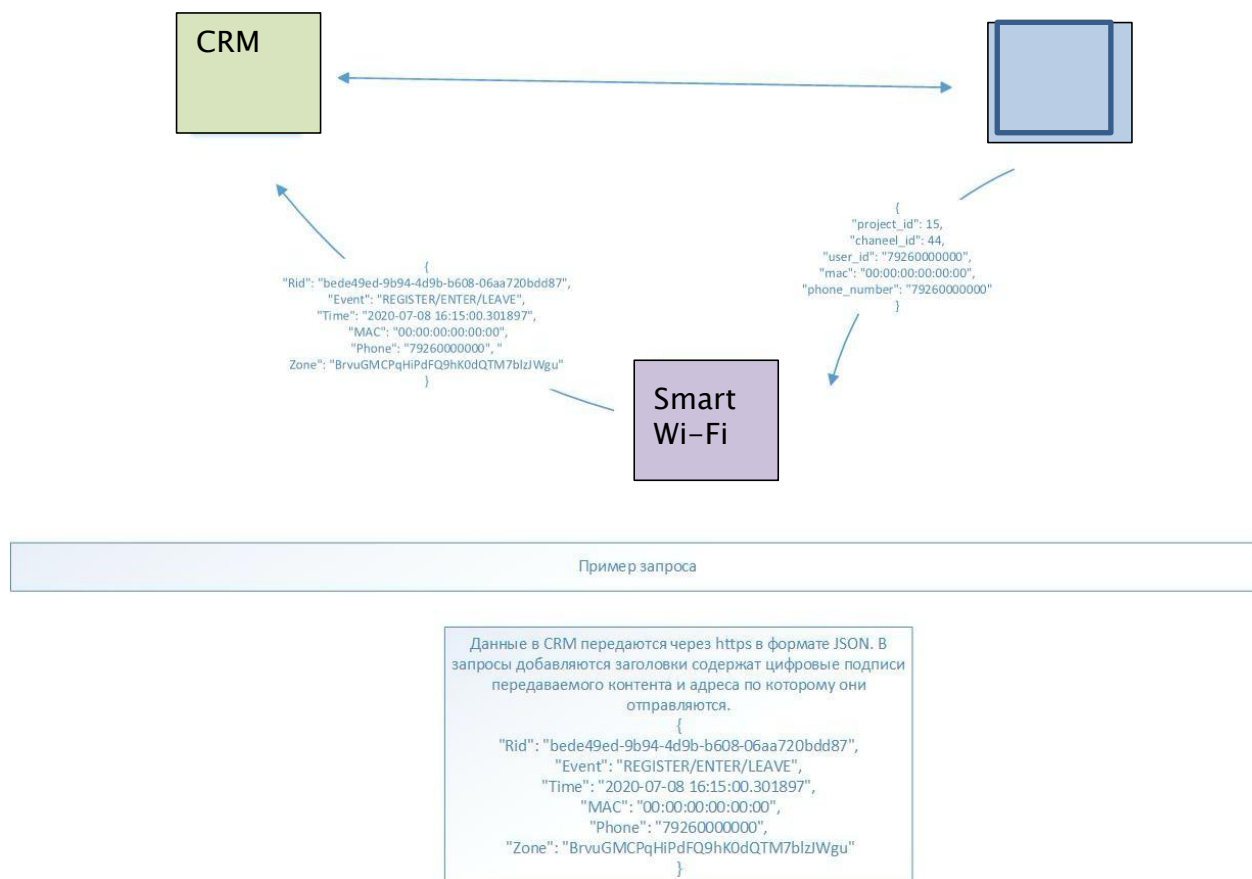 CRM
{
"project_id": 15,
"chaneel_id": 44,
"user_id": "79260000000",
"mac": "00:00:00:00:00:00",
"phone_number": "79260000000"
}
{
"Rid": "bede49ed-9b94-4d9b-b608-06aa720bdd87",
"Event": "REGISTER/ENTER/LEAVE",
"Time": "2020-07-08 16:15:00.301897",
"MAC": "00:00:00:00:00:00",
"Phone": "79260000000", "
Zone": "BrvuGMCPqHiPdFQ9hK0dQTM7blzJWgu"
}
Smart
Wi-Fi
Пример запроса
Данные в CRM передаются через https в формате JSON. В
запросы добавляются заголовки содержат цифровые подписи
передаваемого контента и адреса по которому они
отправляются.
{
"Rid": "bede49ed-9b94-4d9b-b608-06aa720bdd87",
"Event": "REGISTER/ENTER/LEAVE",
"Time": "2020-07-08 16:15:00.301897",
"MAC": "00:00:00:00:00:00",
"Phone": "79260000000",
"Zone": "BrvuGMCPqHiPdFQ9hK0dQTM7blzJWgu"
}